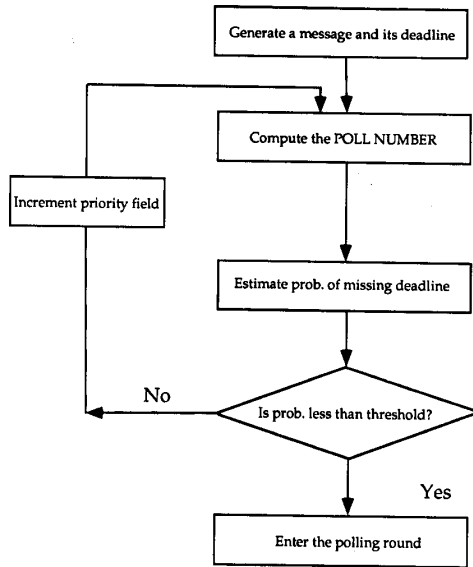 Generate a message and its deadline
Compute the POLL NUMBER
Increment priority field
Estimate prob. of missing deadline
No
Is prob. less than threshold?
Yes
Enter the polling round